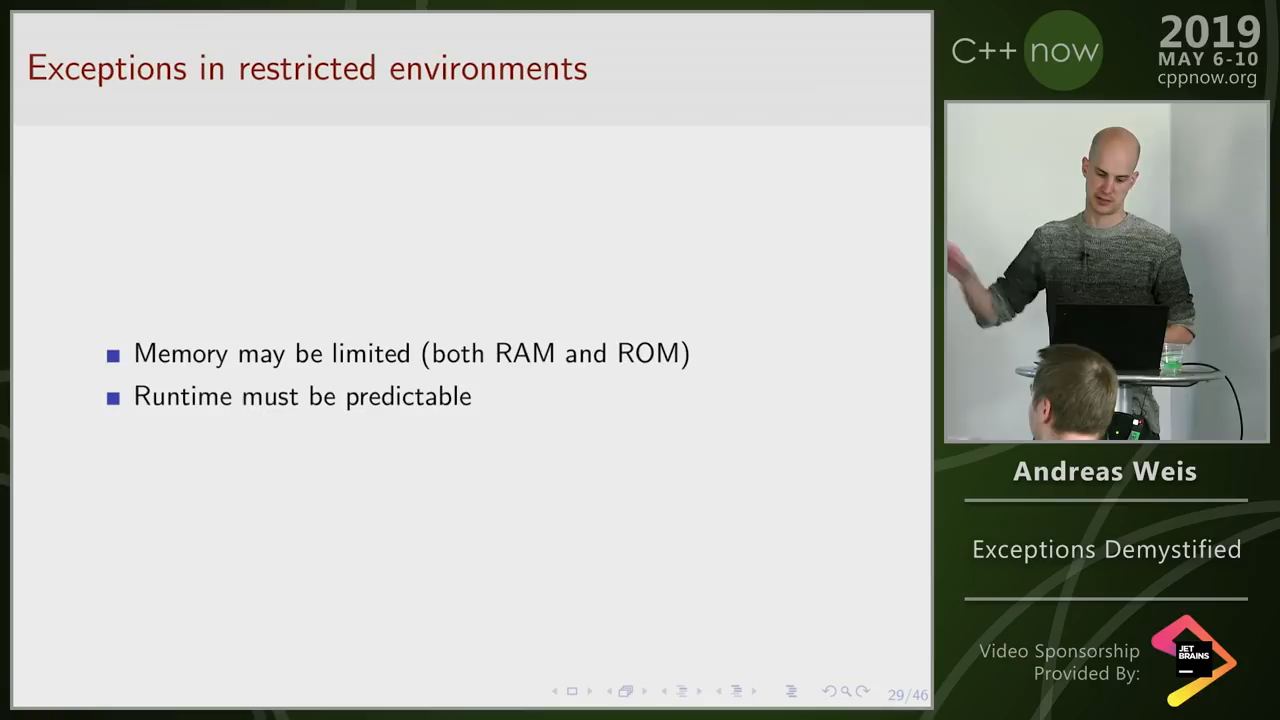 Exceptions in restricted environments
Memory may be limited (both RAM and ROM)
Runtime must be predictable
29/46
C++ now
2019
MAY 6-10
cppnow.org
Andreas Weis
Exceptions Demystified
Video Sponsorship
Provided By:
JET
BRAINS